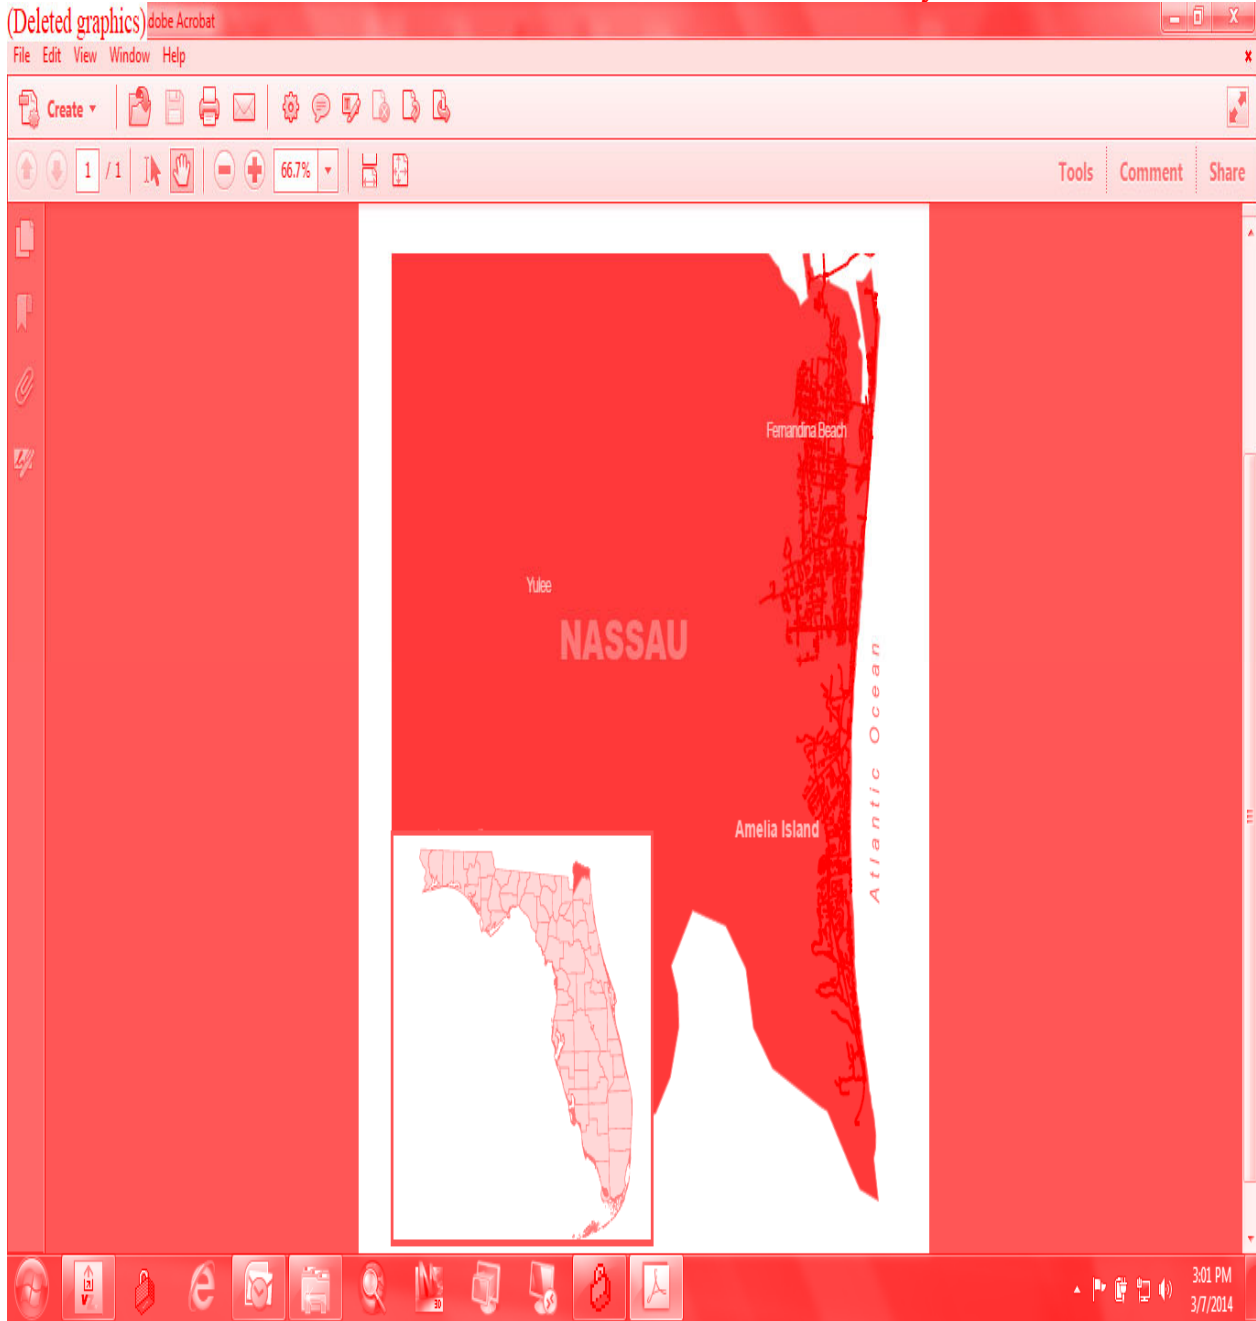 (Deleted graphics) dobe Acrobat
File Edit View Window Help
Create
1 / 1 66.7% Tools Comment Share
Fernandina Beach
Yulee
NASSAU
Atlantic Ocean
Amelia Island
3D
3:01 PM
3/7/2014